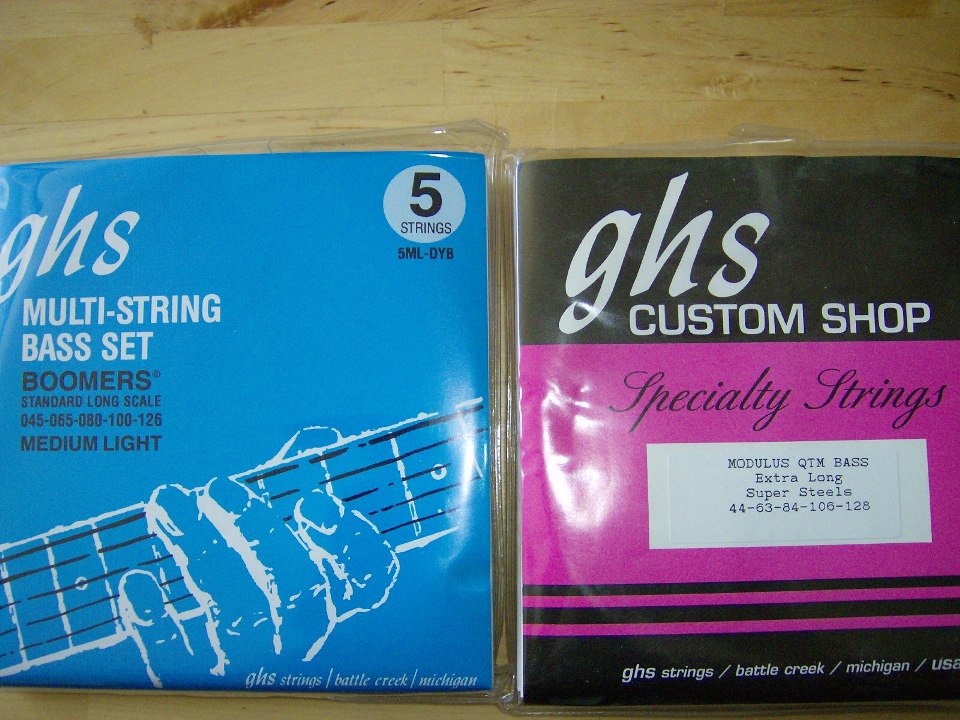 ghs
5
STRINGS
5ML-DYB
MULTI-STRING
BASS SET
BOOMERS®
STANDARD LONG SCALE
045-065-080-100-126
MEDIUM LIGHT
ghs strings / battle creek / michigan
ghs
CUSTOM SHOP
Specialty Strings
MODULUS QTM BASS
Extra Long
Super Steels
44-63-84-106-128
ghs strings / battle creek / michigan / usa